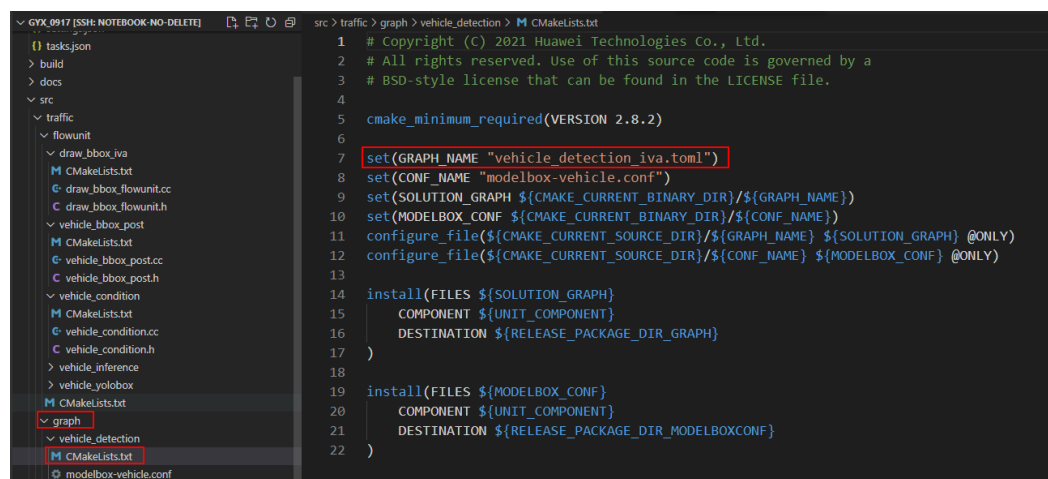 GYX_0917 [SSH: NOTEBOOK-NO-DELETE]
tasks.json
build
docs
src
traffic
flowunit
draw_bbox_iva
CMakeLists.txt
draw_bbox_flowunit.cc
draw_bbox_flowunit.h
vehicle_bbox_post
CMakeLists.txt
vehicle_bbox_post.cc
vehicle_bbox_post.h
vehicle_condition
CMakeLists.txt
vehicle_condition.cc
vehicle_condition.h
vehicle_inference
vehicle_yolobox
CMakeLists.txt
graph
vehicle_detection
CMakeLists.txt
modelbox-vehicle.conf
src > traffic > graph > vehicle_detection > M CMakeLists.txt
1 # Copyright (C) 2021 Huawei Technologies Co., Ltd.
2 # All rights reserved. Use of this source code is governed by a
3 # BSD-style license that can be found in the LICENSE file.
4
5 cmake_minimum_required(VERSION 2.8.2)
6
7 set(GRAPH_NAME "vehicle_detection_iva.toml")
8 set(CONF_NAME "modelbox-vehicle.conf")
9 set(SOLUTION_GRAPH ${CMAKE_CURRENT_BINARY_DIR}/${GRAPH_NAME})
10 set(MODELBOX_CONF ${CMAKE_CURRENT_BINARY_DIR}/${CONF_NAME})
11 configure_file(${CMAKE_CURRENT_SOURCE_DIR}/${GRAPH_NAME} ${SOLUTION_GRAPH} @ONLY)
12 configure_file(${CMAKE_CURRENT_SOURCE_DIR}/${CONF_NAME} ${MODELBOX_CONF} @ONLY)
13
14 install(FILES ${SOLUTION_GRAPH}
15 COMPONENT ${UNIT_COMPONENT}
16 DESTINATION ${RELEASE_PACKAGE_DIR_GRAPH}
17 )
18
19 install(FILES ${MODELBOX_CONF}
20 COMPONENT ${UNIT_COMPONENT}
21 DESTINATION ${RELEASE_PACKAGE_DIR_MODELBOXCONF}
22 )